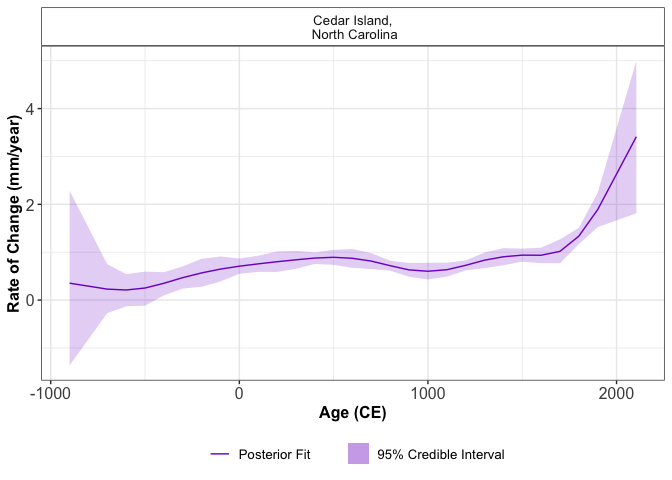 Cedar Island,
North Carolina
Rate of Change (mm/year)
4
2
0
-1000
0
1000
2000
Age (CE)
Posterior Fit
95% Credible Interval